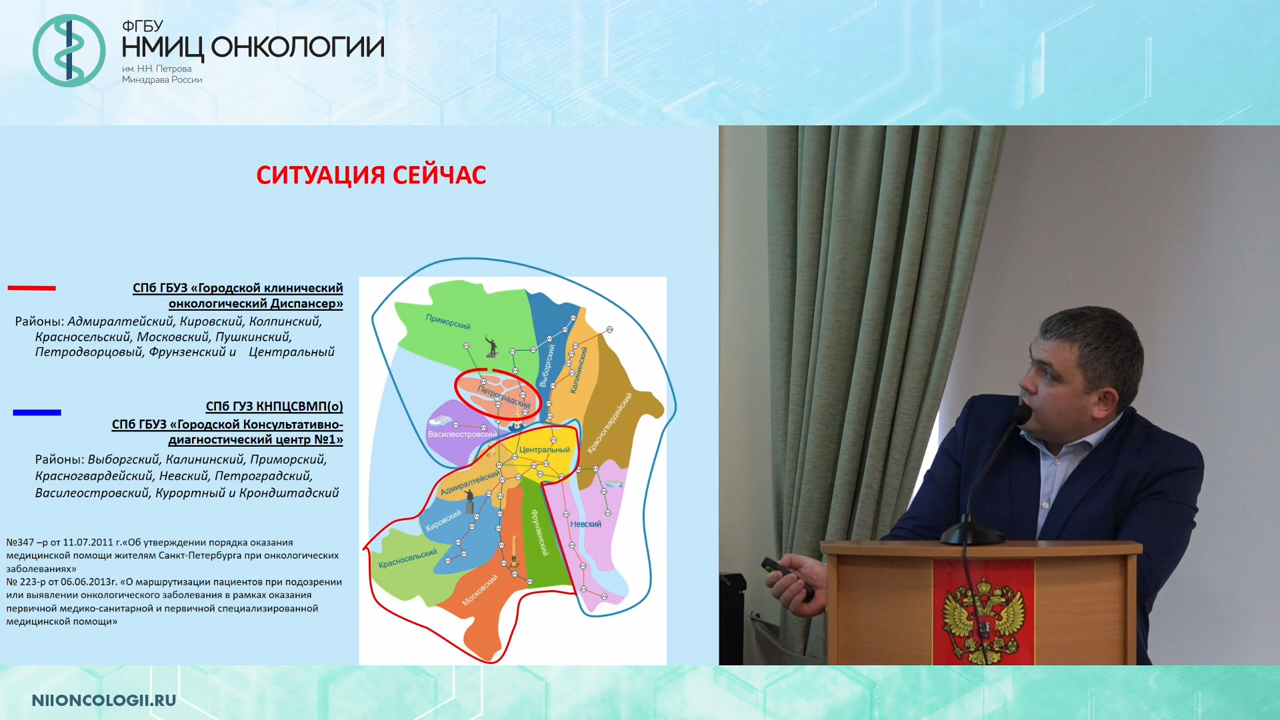 ФГБУ
НМИЦ ОНКОЛОГИИ
им. Н.Н. Петрова
Минздрава России
СИТУАЦИЯ СЕЙЧАС
СПб ГБУЗ «Городской клинический
онкологический Диспансер»
Районы: Адмиралтейский, Кировский, Колпинский,
Красносельский, Московский, Пушкинский,
Петродворцовый, Фрунзенский и Центральный
СПб ГУЗ КНПЦСВМП(о)
СПб ГБУЗ «Городской Консультативно-
диагностический центр №1»
Районы: Выборгский, Калининский, Приморский,
Красногвардейский, Невский, Петроградский,
Василеостровский, Курортный и Крондштадский
№347 –р от 11.07.2011 г.«Об утверждении порядка оказания
медицинской помощи жителям Санкт-Петербурга при онкологических
заболеваниях»
№ 223-р от 06.06.2013г. «О маршрутизации пациентов при подозрении
или выявлении онкологического заболевания в рамках оказания
первичной медико-санитарной и первичной специализированной
медицинской помощи»
Приморский
Выборгский
Калининский
Петроградский
Красногвардейский
Василеостровский
Центральный
Адмиралтейский
Кировский
Фрунзенский
Невский
Красносельский
Московский
NIIONCOLOGII.RU